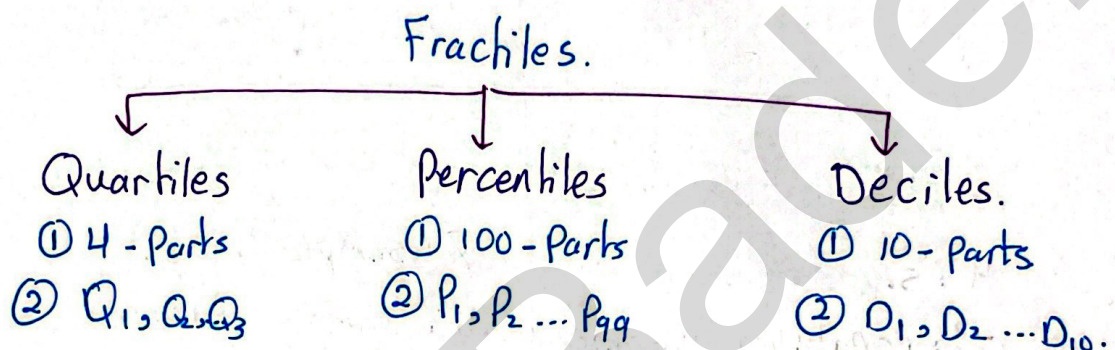 Fractiles.
Quartiles Percentiles Deciles.
① 4 - Parts ① 100 - Parts ① 10 - Parts
② Q₁, Q₂, Q₃ ② P₁, P₂ ... P99 ② D₁, D₂ ... D₁₀.